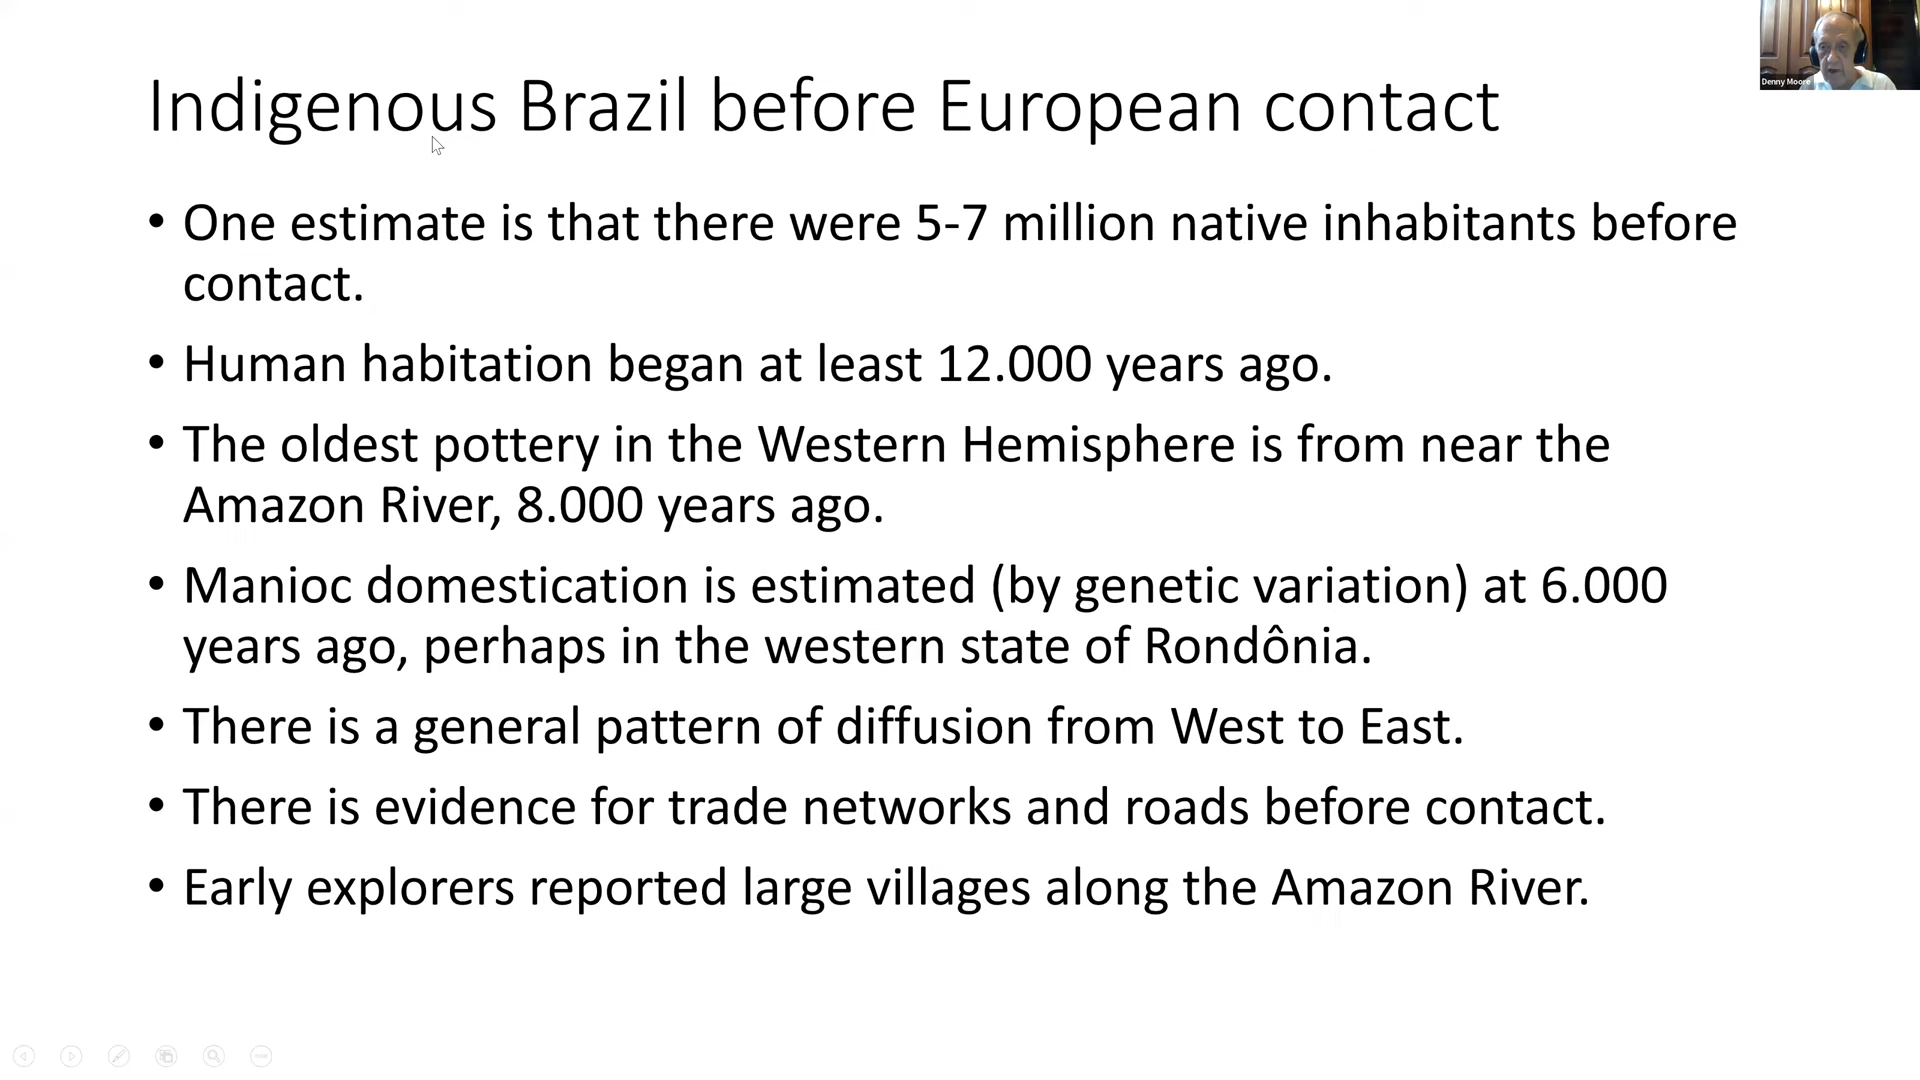 Indigenous Brazil before European contact
• One estimate is that there were 5-7 million native inhabitants before
contact.
• Human habitation began at least 12.000 years ago.
• The oldest pottery in the Western Hemisphere is from near the
Amazon River, 8.000 years ago.
• Manioc domestication is estimated (by genetic variation) at 6.000
years ago, perhaps in the western state of Rondônia.
• There is a general pattern of diffusion from West to East.
• There is evidence for trade networks and roads before contact.
• Early explorers reported large villages along the Amazon River.
Denny Moore